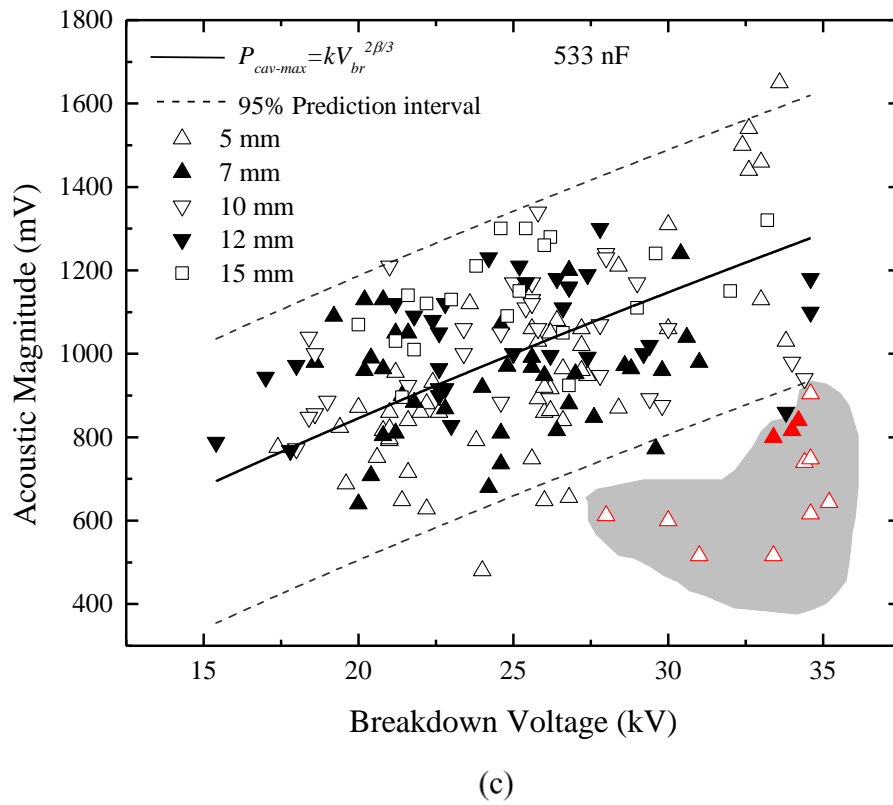 1800
1600
1400
1200
1000
800
600
400
Acoustic Magnitude (mV)
P_cav-max=kV_br^2β/3
533 nF
95% Prediction interval
5 mm
7 mm
10 mm
12 mm
15 mm
15 20 25 30 35
Breakdown Voltage (kV)
(c)